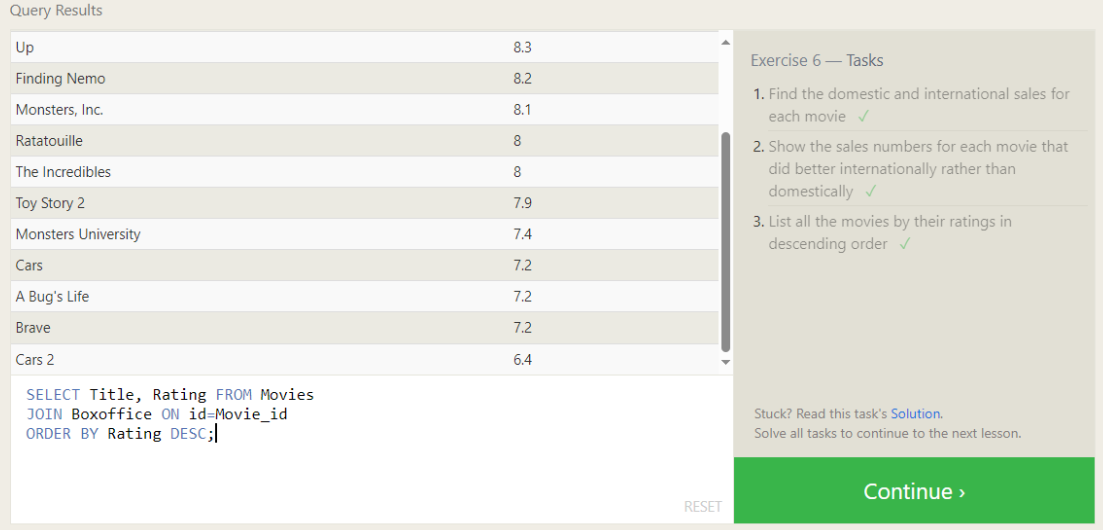 Query Results
Up 8.3
Finding Nemo 8.2
Monsters, Inc. 8.1
Ratatouille 8
The Incredibles 8
Toy Story 2 7.9
Monsters University 7.4
Cars 7.2
A Bug's Life 7.2
Brave 7.2
Cars 2 6.4
SELECT Title, Rating FROM Movies
JOIN Boxoffice ON id=Movie_id
ORDER BY Rating DESC;
RESET
Exercise 6 — Tasks
1. Find the domestic and international sales for
each movie ✓
2. Show the sales numbers for each movie that
did better internationally rather than
domestically ✓
3. List all the movies by their ratings in
descending order ✓
Stuck? Read this task's Solution.
Solve all tasks to continue to the next lesson.
Continue ›